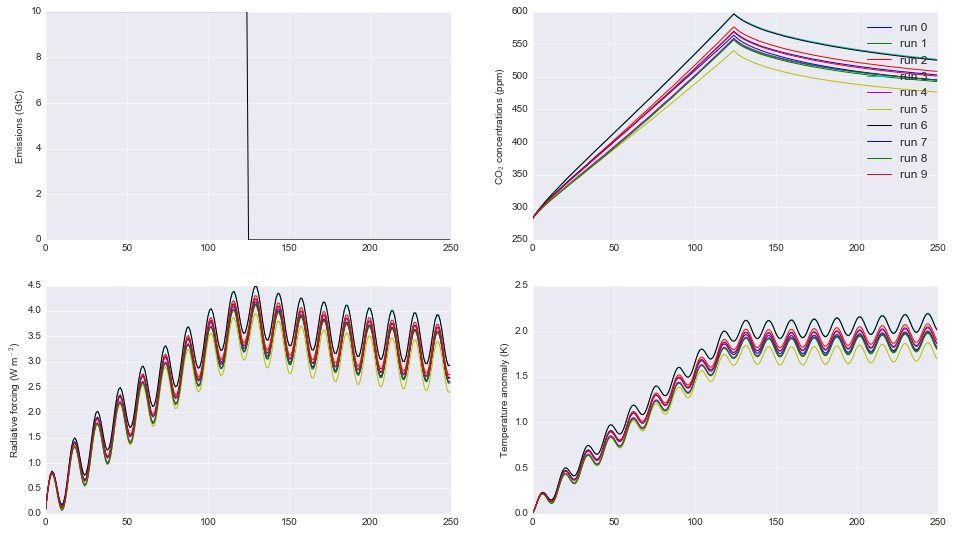 10
8
6
4
2
0
0 50 100 150 200 250
Emissions (GtC)
600
550
500
450
400
350
300
250
0 50 100 150 200 250
CO₂ concentrations (ppm)
run 0
run 1
run 2
run 3
run 4
run 5
run 6
run 7
run 8
run 9
4.5
4.0
3.5
3.0
2.5
2.0
1.5
1.0
0.5
0.0
0 50 100 150 200 250
Radiative forcing (W m⁻²)
2.5
2.0
1.5
1.0
0.5
0.0
0 50 100 150 200 250
Temperature anomaly (K)